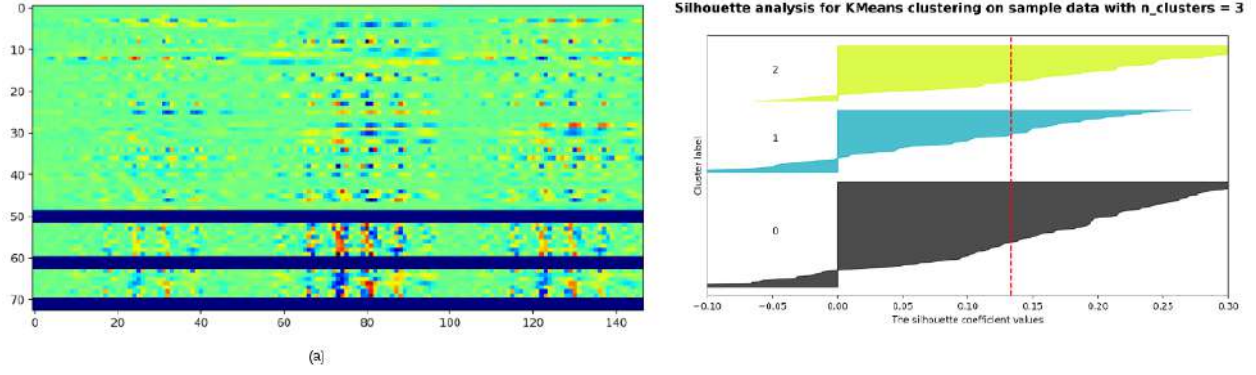 Silhouette analysis for KMeans clustering on sample data with n_clusters = 3
0
10
20
30
40
50
60
70
0 20 40 60 80 100 120 140
(a)
Cluster label
2
1
0
−0.10 −0.05 0.00 0.05 0.10 0.15 0.20 0.25 0.30
The silhouette coefficient values